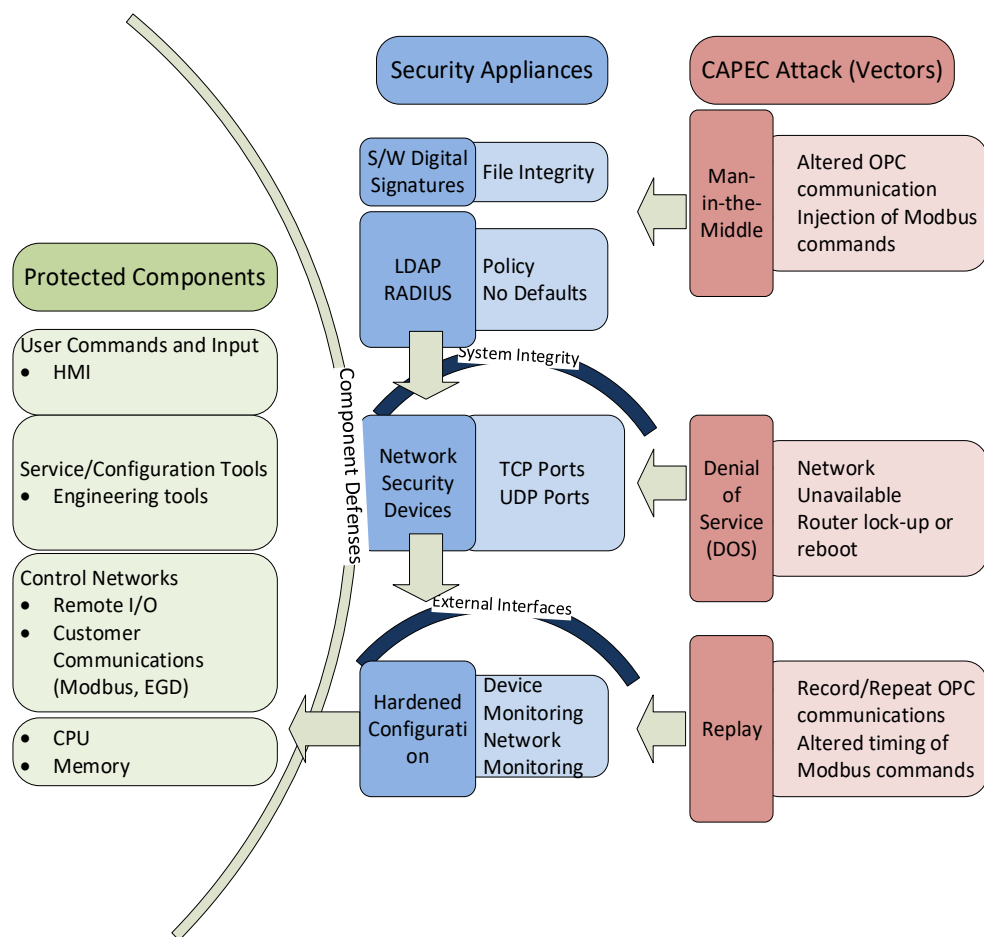 Security Appliances
CAPEC Attack (Vectors)
S/W Digital
Signatures
File Integrity
Man-
in-the-
Middle
Altered OPC
communication
Injection of Modbus
commands
LDAP
RADIUS
Policy
No Defaults
Protected Components
User Commands and Input
• HMI
Service/Configuration Tools
• Engineering tools
Control Networks
• Remote I/O
• Customer
Communications
(Modbus, EGD)
• CPU
• Memory
Component Defenses
System Integrity
Network
Security
Devices
TCP Ports
UDP Ports
Denial
of
Service
(DOS)
Network
Unavailable
Router lock-up or
reboot
External Interfaces
Hardened
Configurati
on
Device
Monitoring
Network
Monitoring
Replay
Record/Repeat OPC
communications
Altered timing of
Modbus commands